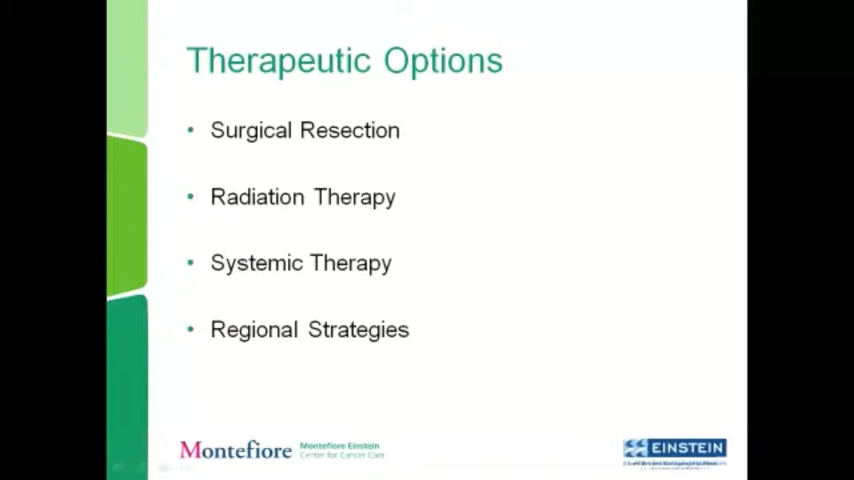 Therapeutic Options
• Surgical Resection
• Radiation Therapy
• Systemic Therapy
• Regional Strategies
Montefiore
Montefiore Einstein
Center for Cancer Care
EINSTEIN